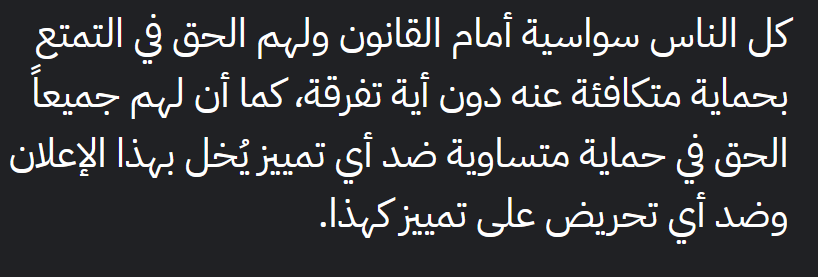 كل الناس سواسية أمام القانون ولهم الحق في التمتع
بحماية متكافئة عنه دون أية تفرقة، كما أن لهم جميعاً
الحق في حماية متساوية ضد أي تمييز يُخل بهذا الإعلان
وضد أي تحريض على تمييز كهذا.